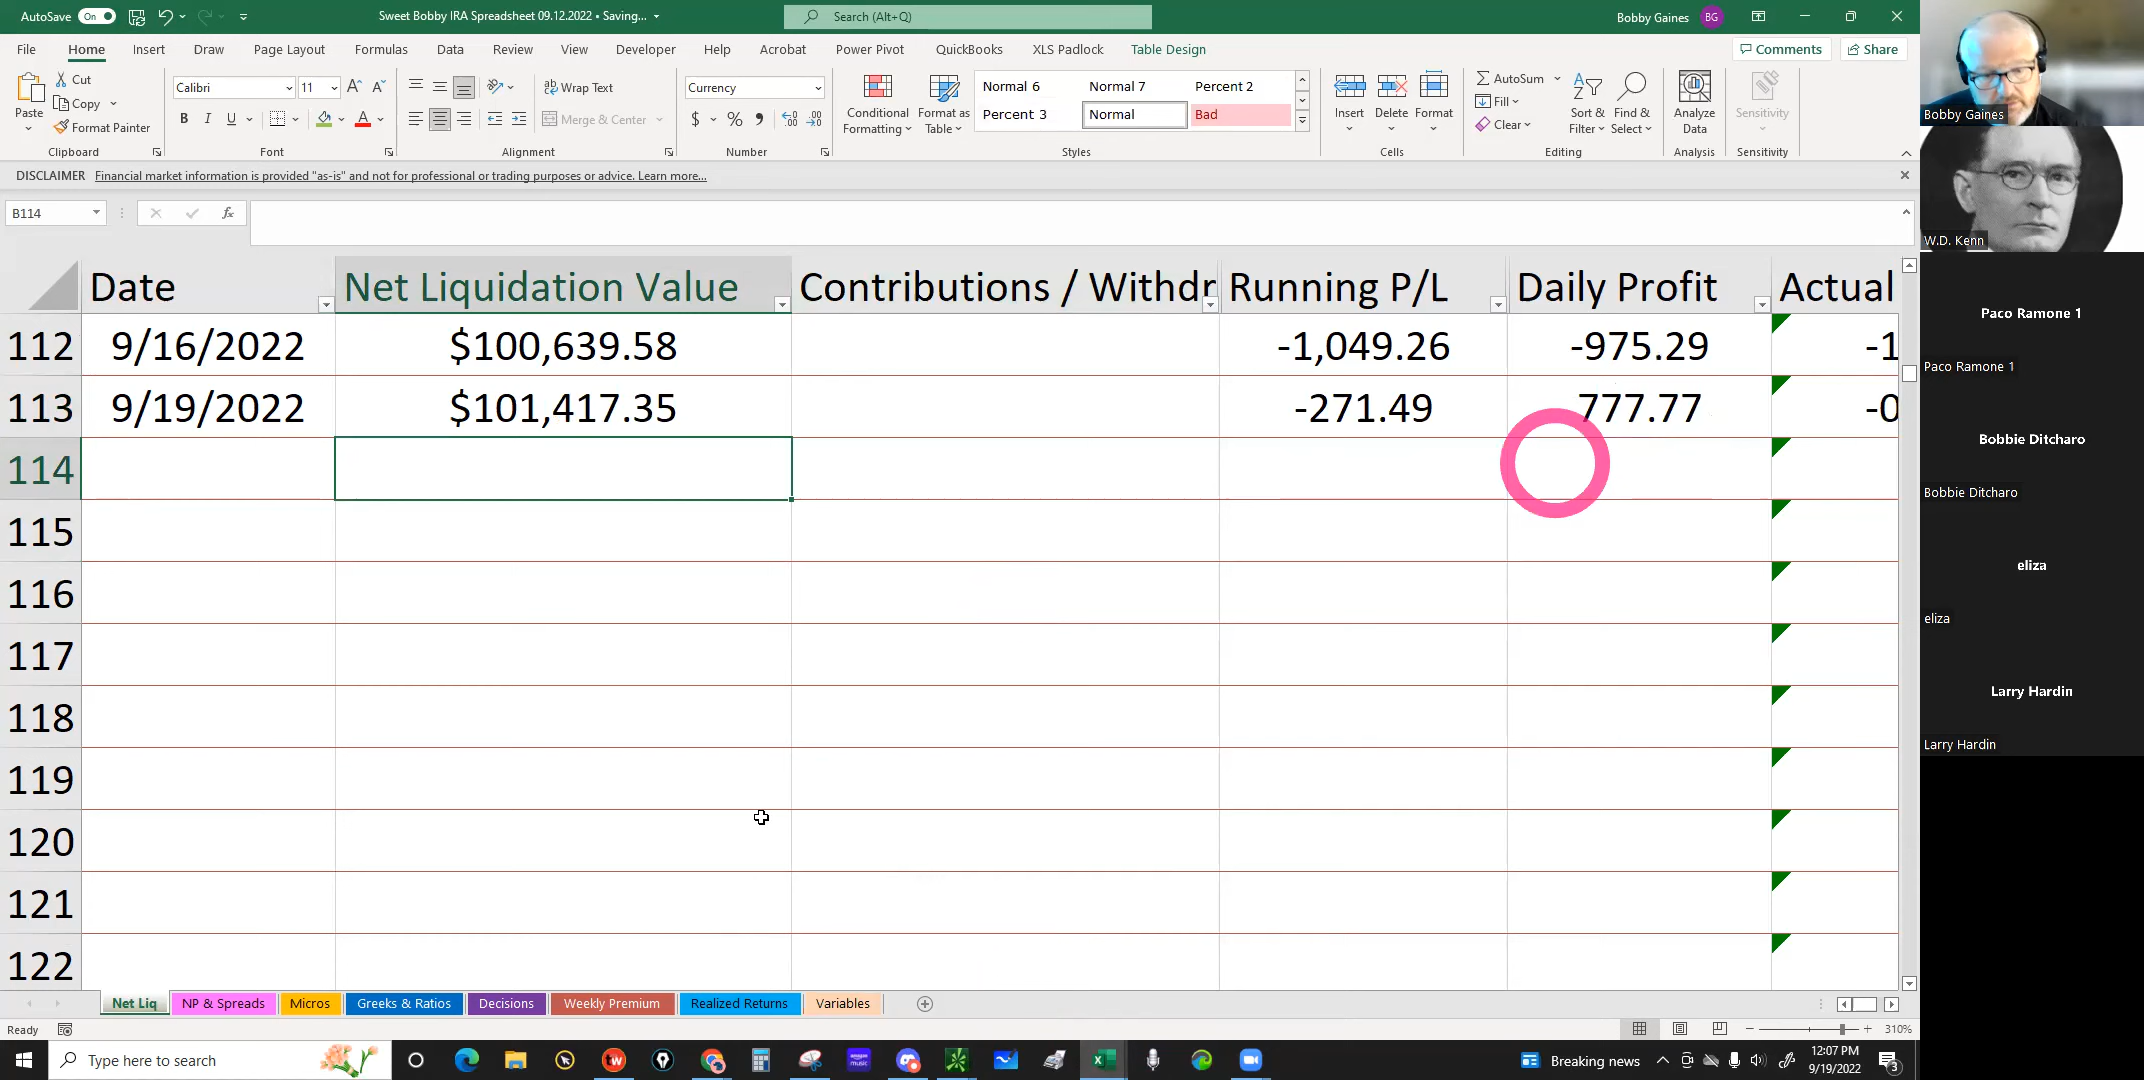 AutoSave On
Sweet Bobby IRA Spreadsheet 09.12.2022 • Saving...
Search (Alt+Q)
Bobby Gaines BG
File Home Insert Draw Page Layout Formulas Data Review View Developer Help Acrobat Power Pivot QuickBooks XLS Padlock Table Design
Comments Share
Paste
Cut
Copy
Format Painter
Clipboard
Calibri 11
B I U
Font
Wrap Text
Merge & Center
Alignment
Currency
$ %
Number
Conditional Formatting
Format as Table
Normal 6 Normal 7 Percent 2
Percent 3 Normal Bad
Styles
Insert Delete Format
Cells
AutoSum
Fill
Clear
Sort & Filter
Find & Select
Editing
Analyze Data
Analysis
Sensitivity
Sensitivity
DISCLAIMER Financial market information is provided "as-is" and not for professional or trading purposes or advice. Learn more...
B114 fx
Date Net Liquidation Value Contributions / Withdr Running P/L Daily Profit Actual
112 9/16/2022 $100,639.58 -1,049.26 -975.29 -1
113 9/19/2022 $101,417.35 -271.49 777.77 -0
114
115
116
117
118
119
120
121
122
Net Liq NP & Spreads Micros Greeks & Ratios Decisions Weekly Premium Realized Returns Variables
Ready
310%
Type here to search
tw
amazon music
Breaking news
12:07 PM
9/19/2022
3
Bobby Gaines
W.D. Kenn
Paco Ramone 1
Paco Ramone 1
Bobbie Ditcharo
Bobbie Ditcharo
eliza
eliza
Larry Hardin
Larry Hardin